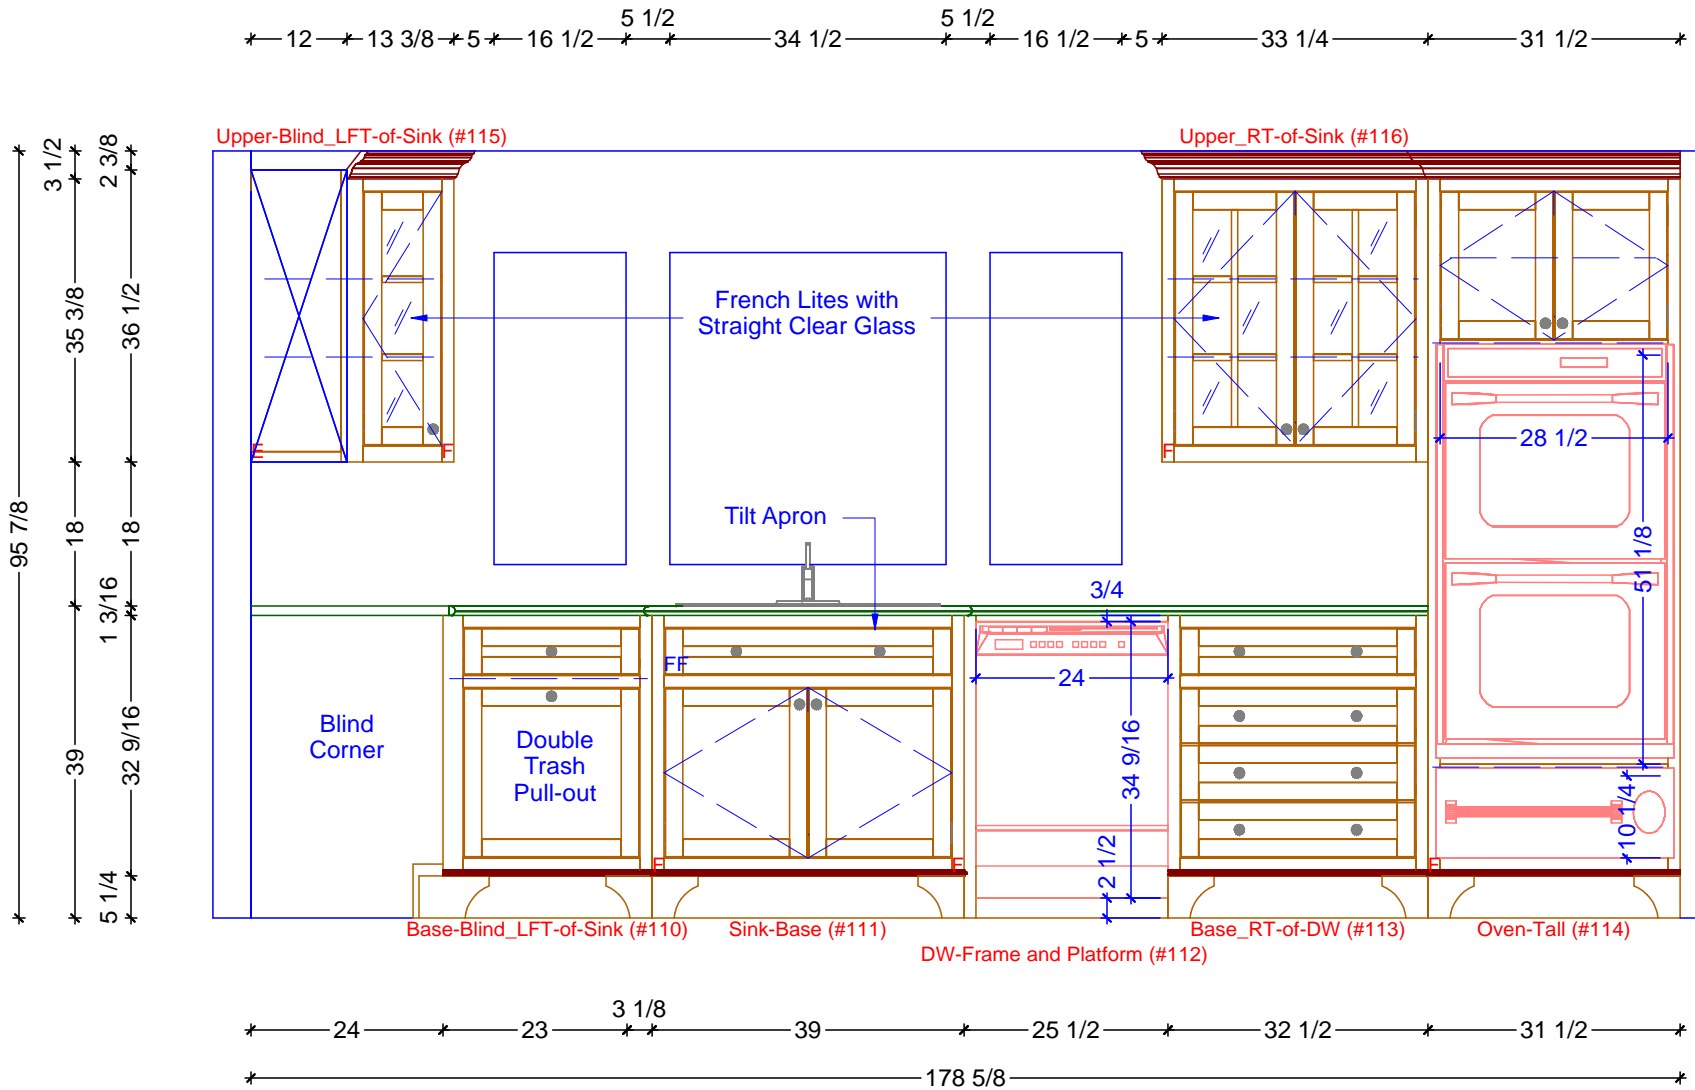 5 1/2
5 1/2
12
13 3/8
5
16 1/2
34 1/2
16 1/2
5
33 1/4
31 1/2
Upper-Blind_LFT-of-Sink (#115)
Upper_RT-of-Sink (#116)
95 7/8
3 1/2
35 3/8
18
39
2 3/8
36 1/2
18
1 3/16
32 9/16
5 1/4
French Lites with
Straight Clear Glass
E
F
F
28 1/2
51 1/8
Tilt Apron
3/4
FF
24
34 9/16
2 1/2
10 1/4
Blind
Corner
Double
Trash
Pull-out
F
F
F
Base-Blind_LFT-of-Sink (#110)
Sink-Base (#111)
DW-Frame and Platform (#112)
Base_RT-of-DW (#113)
Oven-Tall (#114)
3 1/8
24
23
39
25 1/2
32 1/2
31 1/2
178 5/8